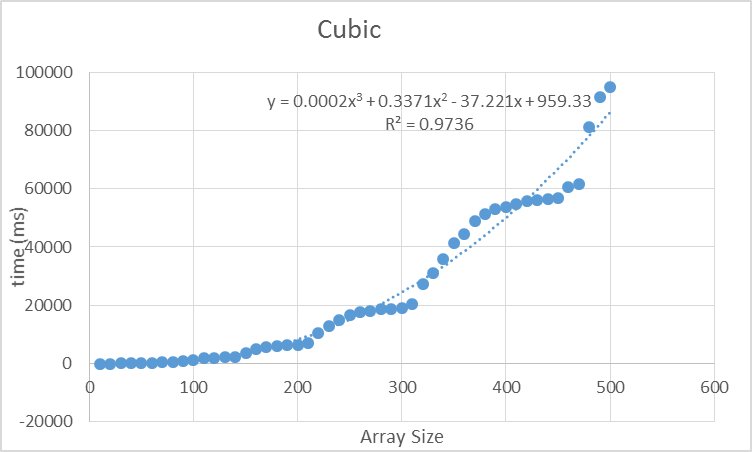 Cubic
y = 0.0002x³ + 0.3371x² - 37.221x + 959.33
R² = 0.9736
100000
80000
60000
40000
20000
0
-20000
time (ms)
0 100 200 300 400 500 600
Array Size